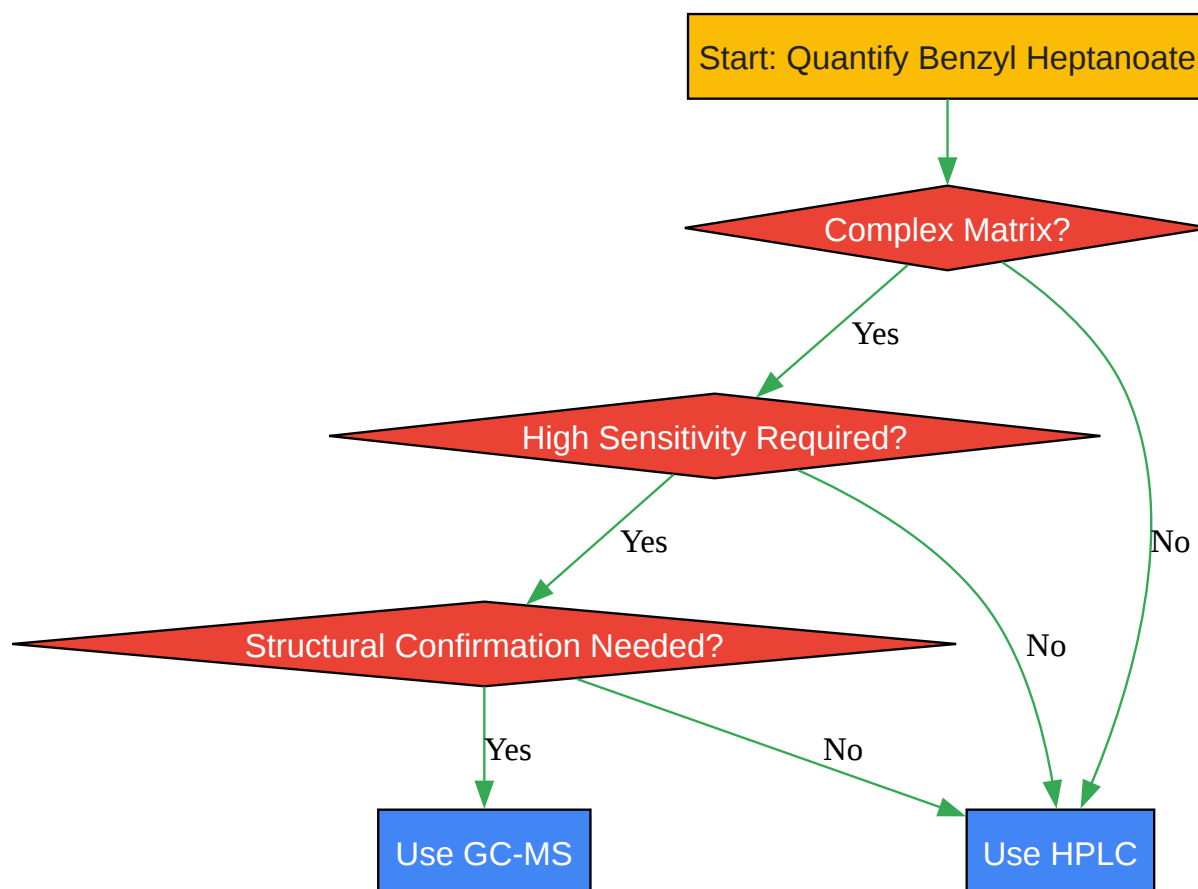 Start: Quantify Benzyl Heptanoate
Complex Matrix?
Yes
High Sensitivity Required?
Yes
No
Structural Confirmation Needed?
No
Yes
No
Use GC-MS
Use HPLC